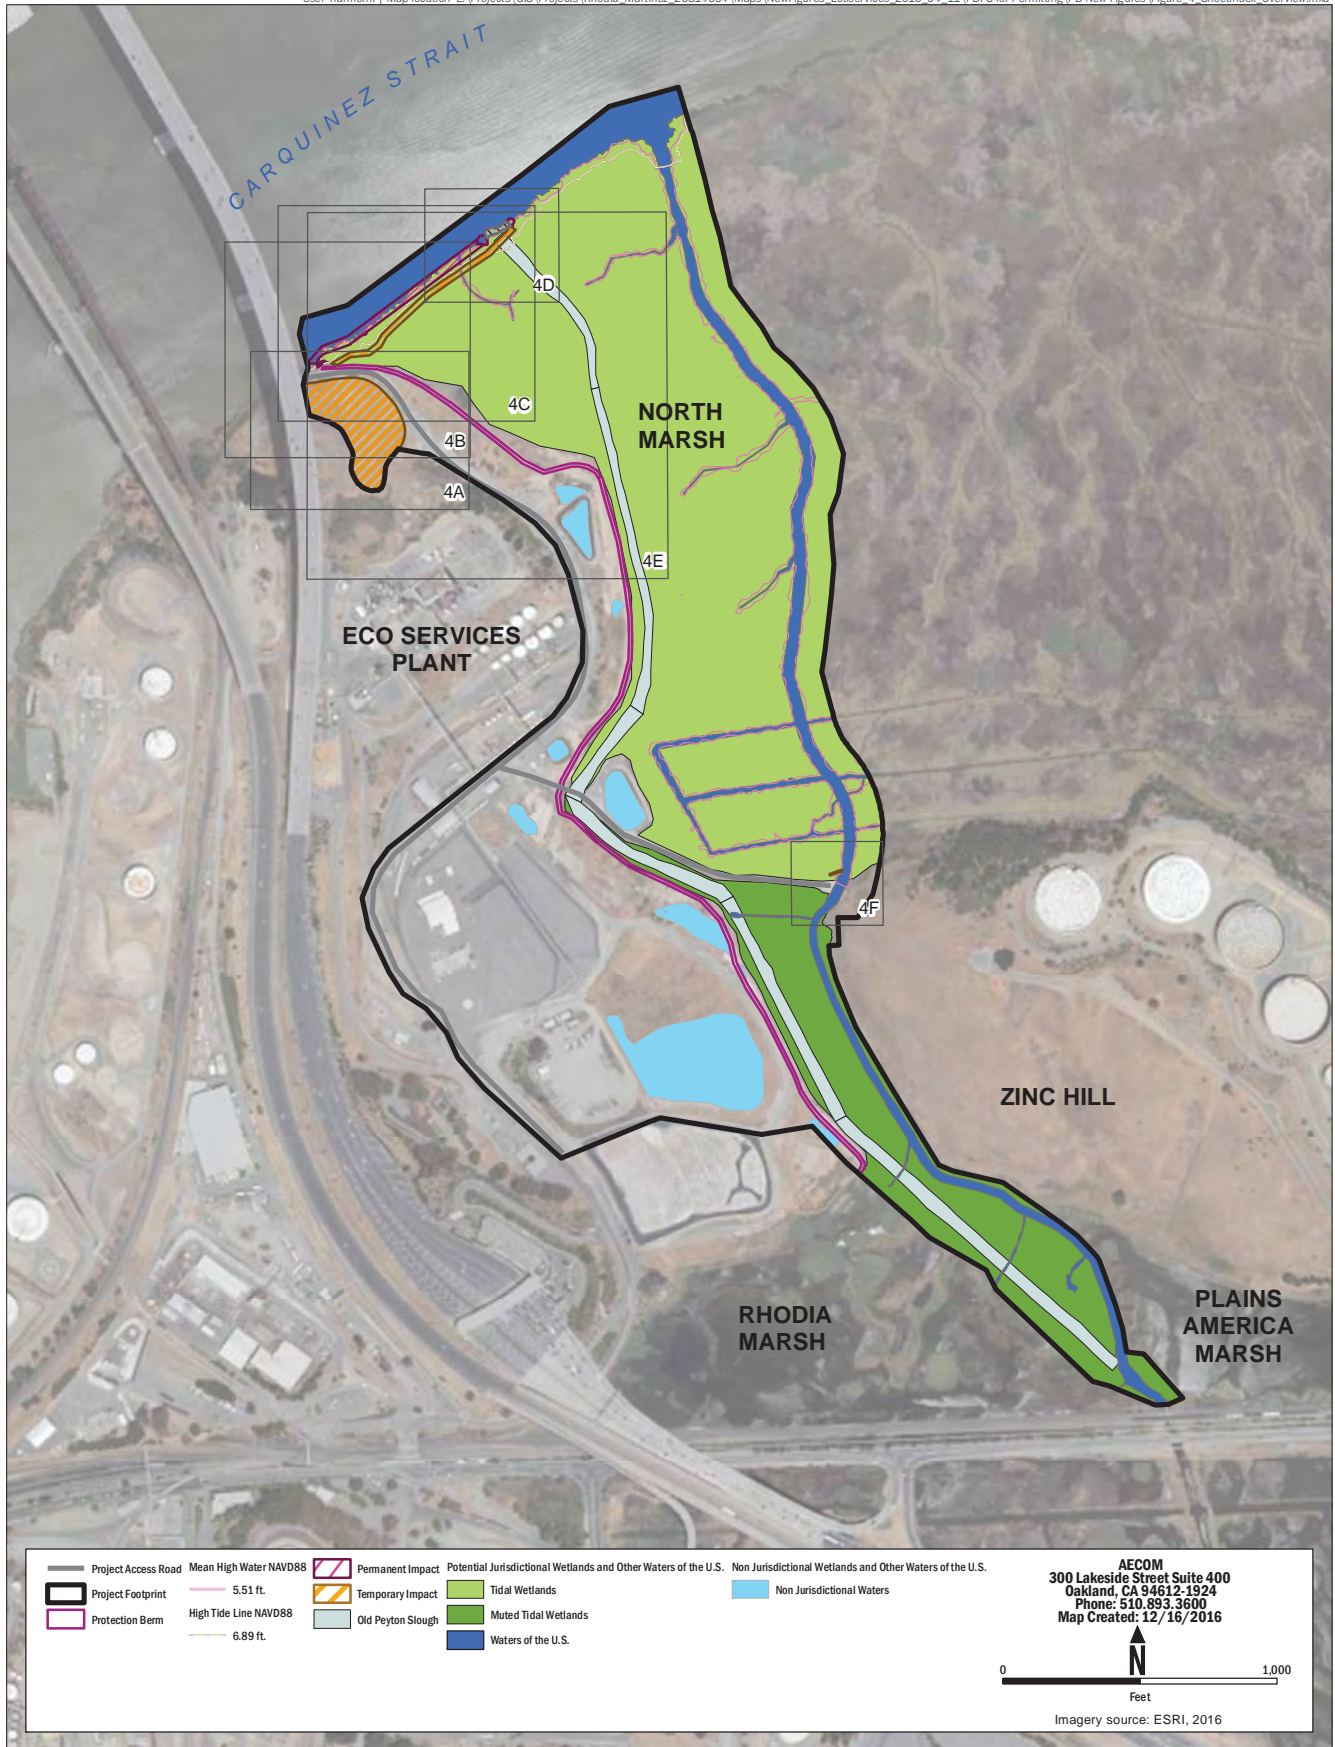 CARQUINEZ STRAIT
4D
4C
4B
4A
NORTH
MARSH
4E
ECO SERVICES
PLANT
4F
ZINC HILL
RHODIA
MARSH
PLAINS
AMERICA
MARSH
Project Access Road
Project Footprint
Protection Berm
Mean High Water NAVD88
5.51 ft.
High Tide Line NAVD88
6.89 ft.
Permanent Impact
Temporary Impact
Old Peyton Slough
Potential Jurisdictional Wetlands and Other Waters of the U.S.
Tidal Wetlands
Muted Tidal Wetlands
Waters of the U.S.
Non Jurisdictional Wetlands and Other Waters of the U.S.
Non Jurisdictional Waters
AECOM
300 Lakeside Street Suite 400
Oakland, CA 94612-1924
Phone: 510.893.3600
Map Created: 12/16/2016
N
0 1,000
Feet
Imagery source: ESRI, 2016